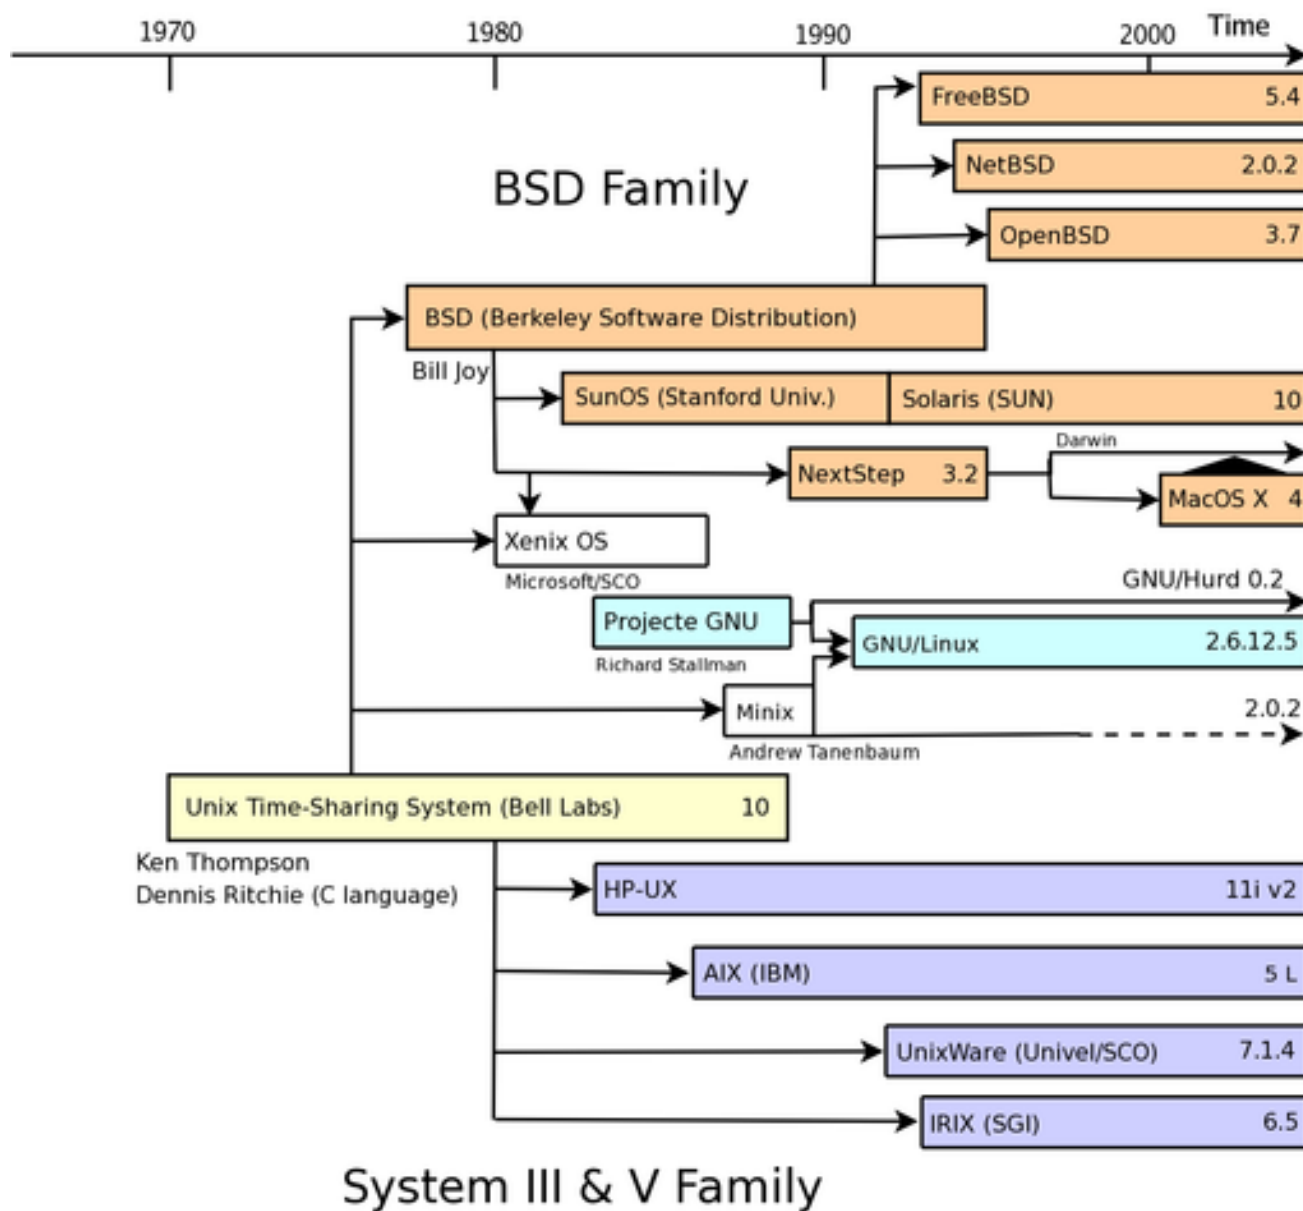 1970
1980
1990
2000
Time
FreeBSD 5.4
NetBSD 2.0.2
BSD Family
OpenBSD 3.7
BSD (Berkeley Software Distribution)
Bill Joy
SunOS (Stanford Univ.)
Solaris (SUN) 10
Darwin
NextStep 3.2
MacOS X 4
Xenix OS
Microsoft/SCO
GNU/Hurd 0.2
Projecte GNU
GNU/Linux 2.6.12.5
Richard Stallman
Minix
2.0.2
Andrew Tanenbaum
Unix Time-Sharing System (Bell Labs) 10
Ken Thompson
Dennis Ritchie (C language)
HP-UX 11i v2
AIX (IBM) 5 L
UnixWare (Univel/SCO) 7.1.4
IRIX (SGI) 6.5
System III & V Family